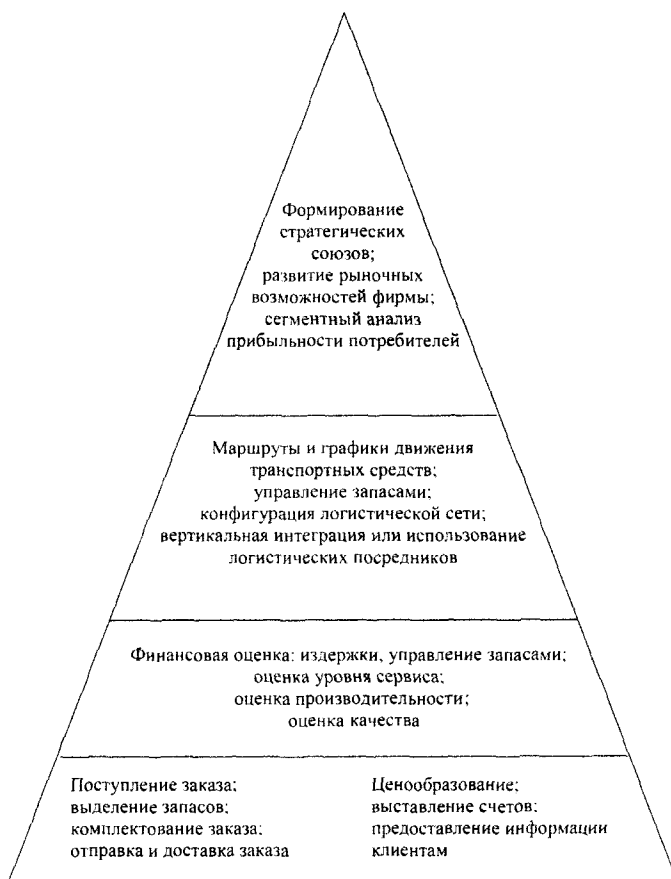 Формирование
стратегических
союзов;
развитие рыночных
возможностей фирмы;
сегментный анализ
прибыльности потребителей
Маршруты и графики движения
транспортных средств;
управление запасами;
конфигурация логистической сети;
вертикальная интеграция или использование
логистических посредников
Финансовая оценка: издержки, управление запасами;
оценка уровня сервиса;
оценка производительности;
оценка качества
Поступление заказа;
выделение запасов;
комплектование заказа;
отправка и доставка заказа
Ценообразование;
выставление счетов;
предоставление информации
клиентам